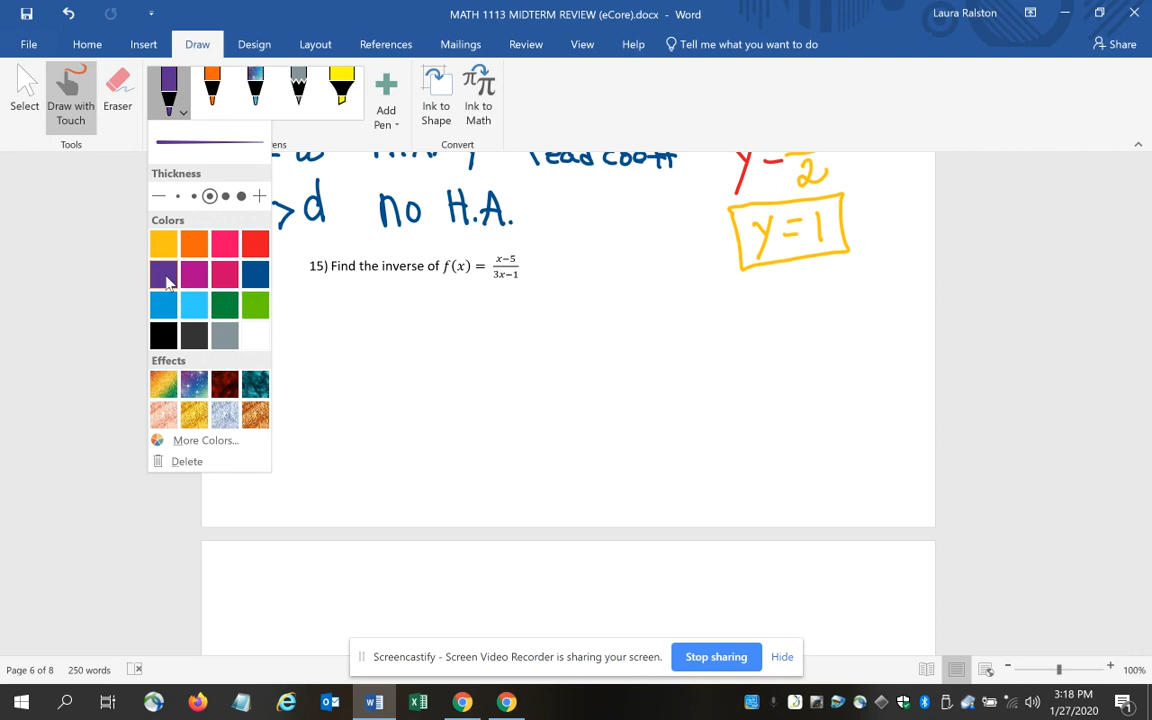 MATH 1113 MIDTERM REVIEW (eCore).docx - Word
Laura Ralston
File Home Insert Draw Design Layout References Mailings Review View Help Tell me what you want to do Share
Select
Draw with Touch
Eraser
Add Pen
Ink to Shape
Ink to Math
Tools
ens
Convert
Thickness
Colors
Effects
More Colors...
Delete
lead coeff
y = 
2
> d no H.A.
y = 1
15) Find the inverse of f(x) = x−5/3x−1
Screencastify - Screen Video Recorder is sharing your screen. Stop sharing Hide
Page 6 of 8 250 words 100%
3:18 PM
1/27/2020
1